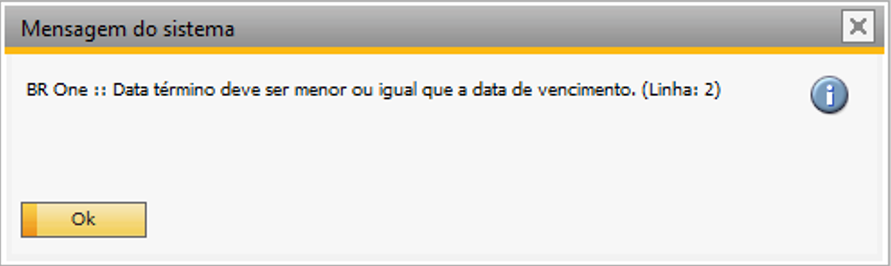 Mensagem do sistema
BR One :: Data término deve ser menor ou igual que a data de vencimento. (Linha: 2)
Ok